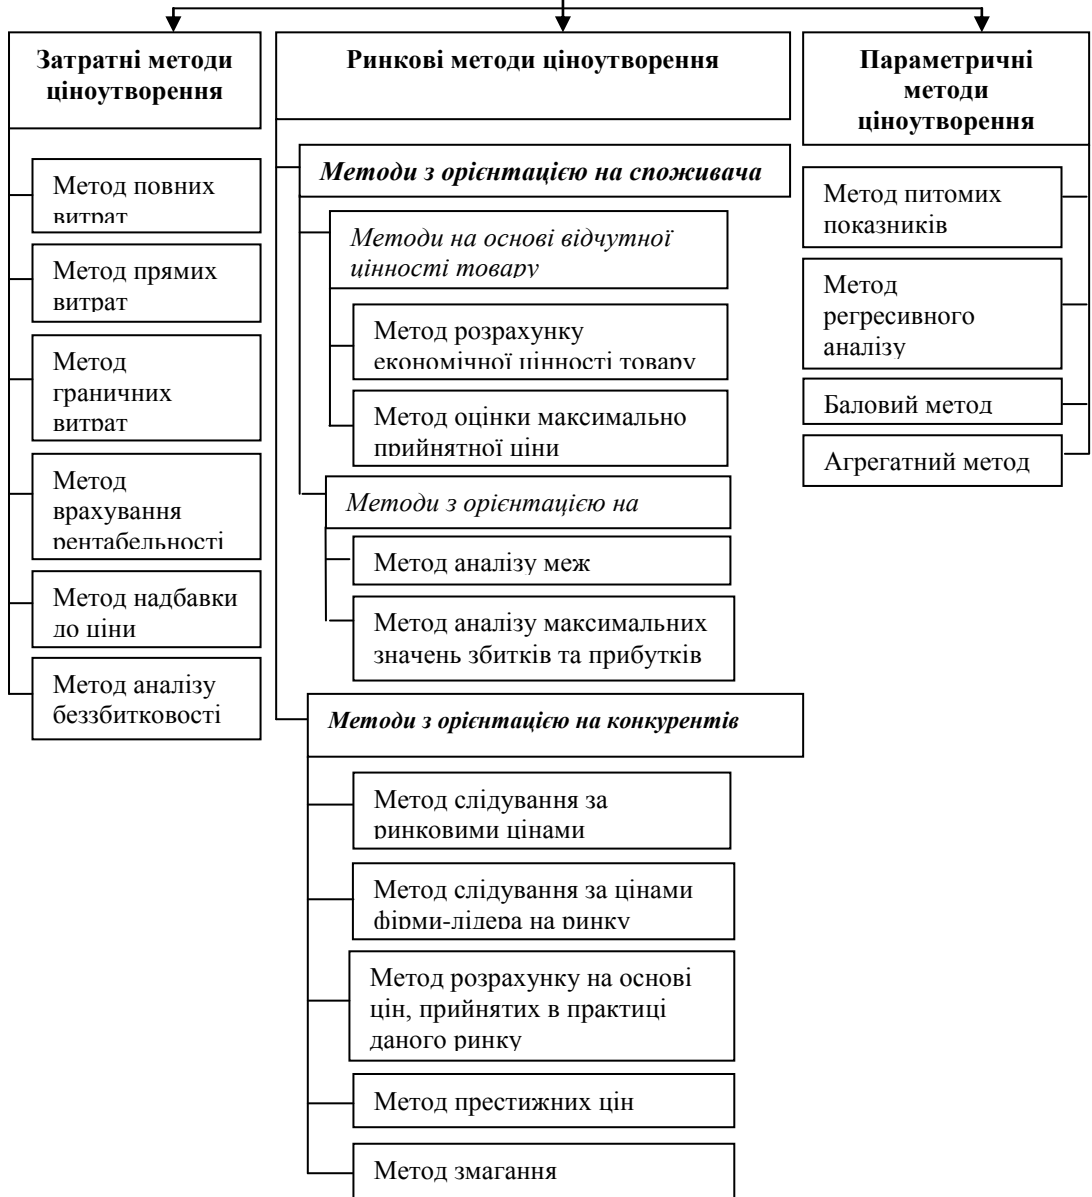 Затратні методи
ціноутворення
Метод повних
витрат
Метод прямих
витрат
Метод
граничних
витрат
Метод
врахування
рентабельності
Метод надбавки
до ціни
Метод аналізу
беззбитковості
Ринкові методи ціноутворення
Методи з орієнтацією на споживача
Методи на основі відчутної
цінності товару
Метод розрахунку
економічної цінності товару
Метод оцінки максимально
прийнятної ціни
Методи з орієнтацією на
Метод аналізу меж
Метод аналізу максимальних
значень збитків та прибутків
Методи з орієнтацією на конкурентів
Метод слідування за
ринковими цінами
Метод слідування за цінами
фірми-лідера на ринку
Метод розрахунку на основі
цін, прийнятих в практиці
даного ринку
Метод престижних цін
Метод змагання
Параметричні
методи
ціноутворення
Метод питомих
показників
Метод
регресивного
аналізу
Баловий метод
Агрегатний метод